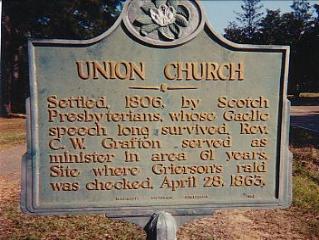 UNION CHURCH
Settled, 1806, by Scotch
Presbyterians, whose Gaelic
speech long survived. Rev.
C. W. Grafton served as
minister in area 61 years.
Site where Grierson's raid
was checked, April 28, 1863.